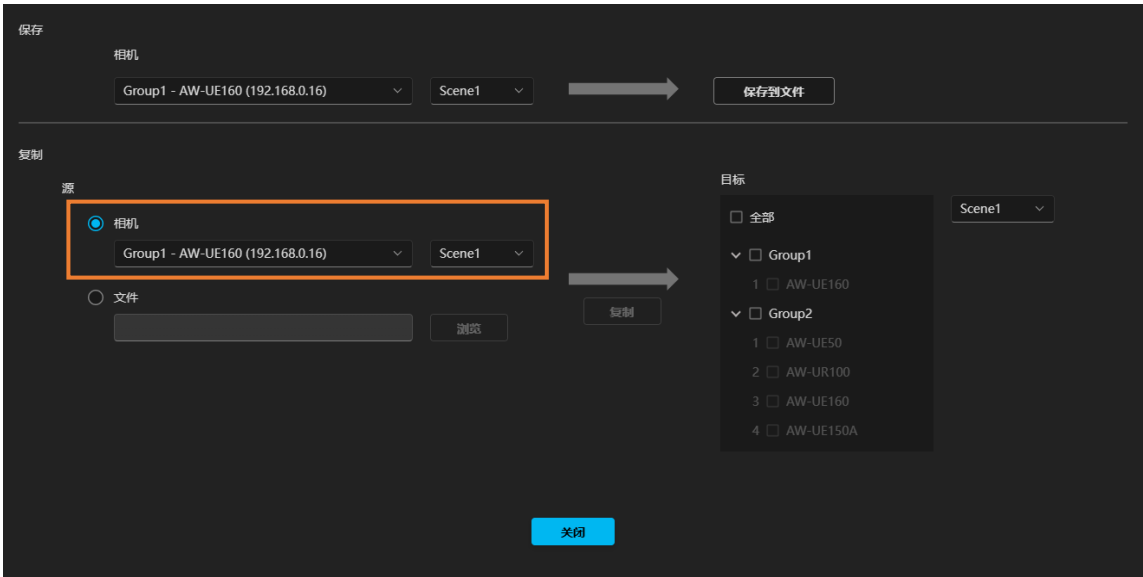 保存
相机
Group1 - AW-UE160 (192.168.0.16) Scene1 保存到文件
复制
源
相机
Group1 - AW-UE160 (192.168.0.16) Scene1
文件
浏览
复制
目标
全部 Scene1
Group1
1 AW-UE160
Group2
1 AW-UE50
2 AW-UR100
3 AW-UE160
4 AW-UE150A
关闭